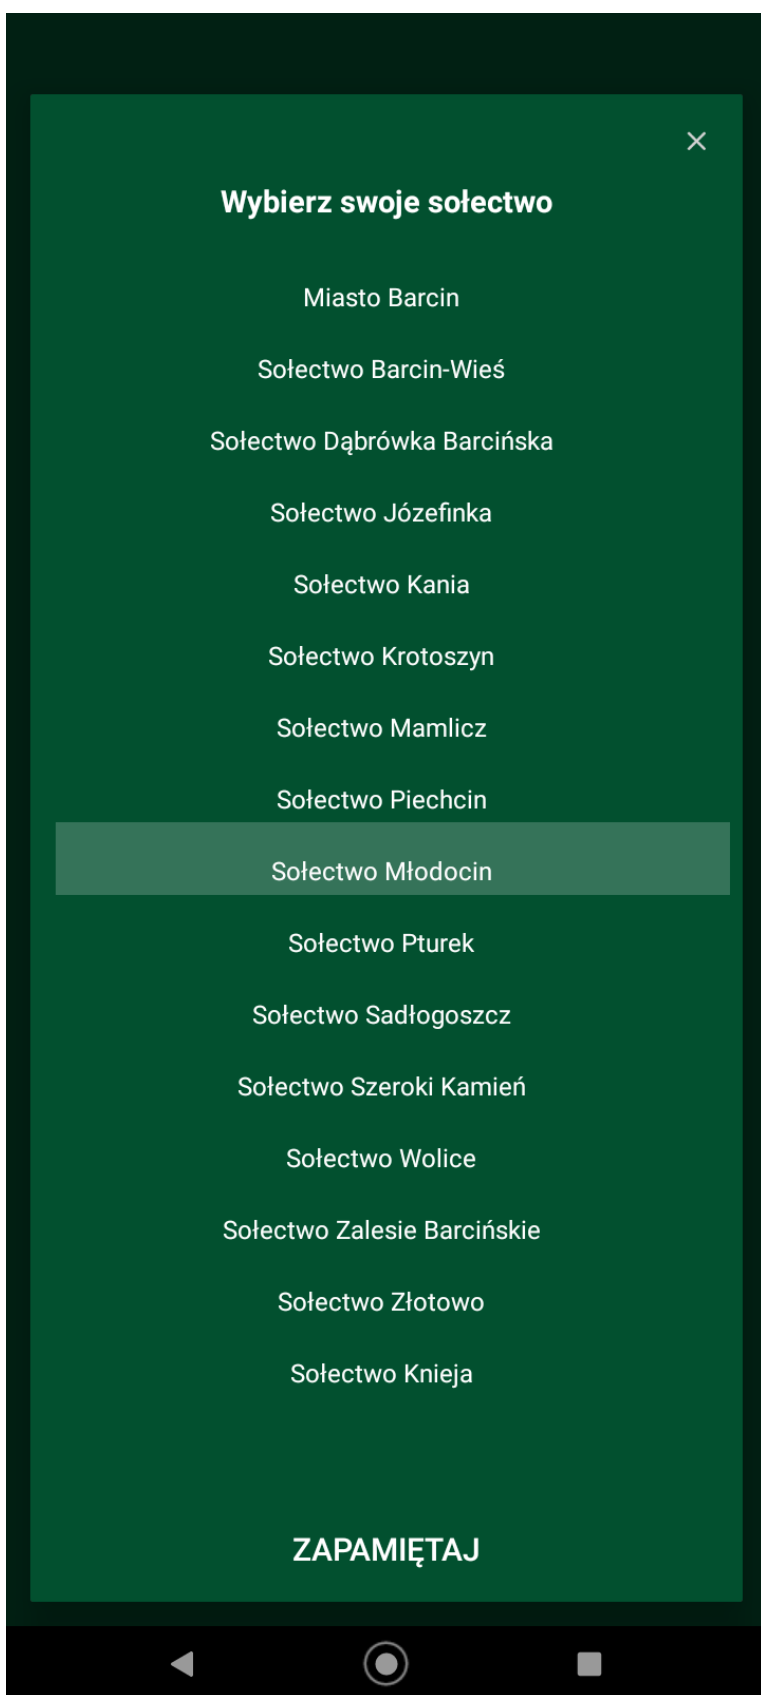 Wybierz swoje sołectwo
Miasto Barcin
Sołectwo Barcin-Wieś
Sołectwo Dąbrówka Barcińska
Sołectwo Józefinka
Sołectwo Kania
Sołectwo Krotoszyn
Sołectwo Mamlicz
Sołectwo Piechcin
Sołectwo Młodocin
Sołectwo Pturek
Sołectwo Sadłogoszcz
Sołectwo Szeroki Kamień
Sołectwo Wolice
Sołectwo Zalesie Barcińskie
Sołectwo Złotowo
Sołectwo Knieja
ZAPAMIĘTAJ